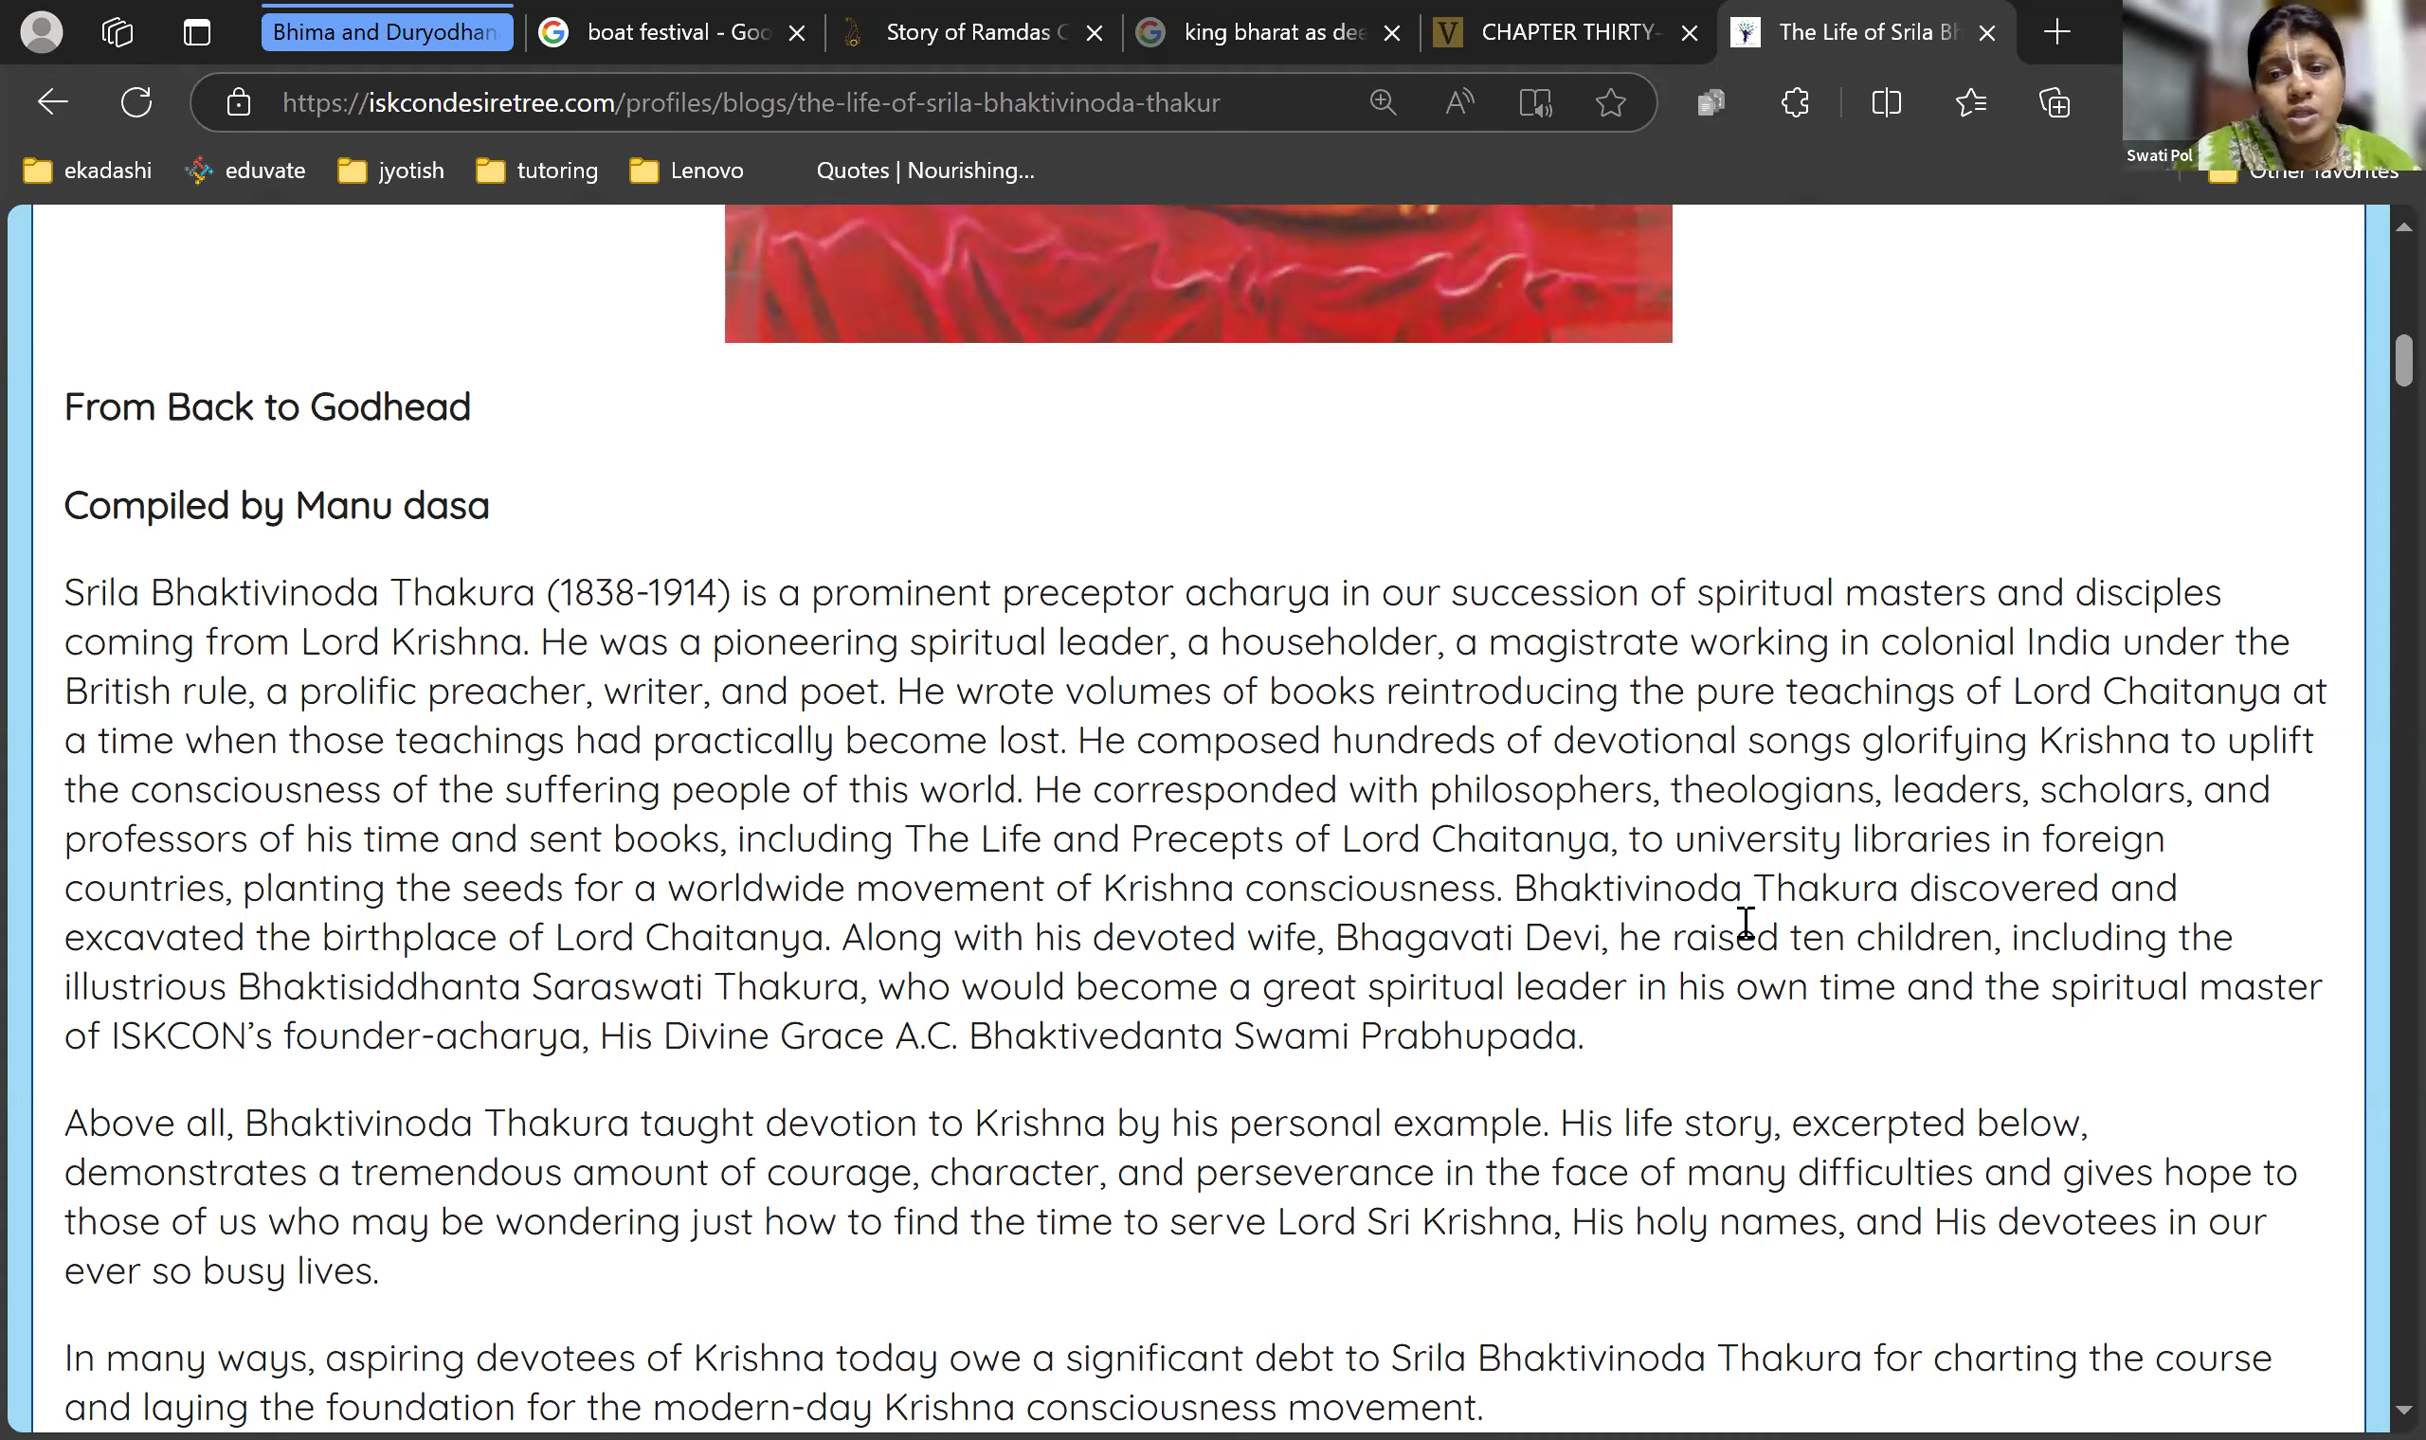 Bhima and Duryodhan
boat festival - Goo
Story of Ramdas
king bharat as dee
CHAPTER THIRTY-
The Life of Srila Bh
https://iskcondesiretree.com/profiles/blogs/the-life-of-srila-bhaktivinoda-thakur
Swati Pol
ekadashi
eduvate
jyotish
tutoring
Lenovo
Quotes | Nourishing...
Other favorites
From Back to Godhead
Compiled by Manu dasa
Srila Bhaktivinoda Thakura (1838-1914) is a prominent preceptor acharya in our succession of spiritual masters and disciples
coming from Lord Krishna. He was a pioneering spiritual leader, a householder, a magistrate working in colonial India under the
British rule, a prolific preacher, writer, and poet. He wrote volumes of books reintroducing the pure teachings of Lord Chaitanya at
a time when those teachings had practically become lost. He composed hundreds of devotional songs glorifying Krishna to uplift
the consciousness of the suffering people of this world. He corresponded with philosophers, theologians, leaders, scholars, and
professors of his time and sent books, including The Life and Precepts of Lord Chaitanya, to university libraries in foreign
countries, planting the seeds for a worldwide movement of Krishna consciousness. Bhaktivinoda Thakura discovered and
excavated the birthplace of Lord Chaitanya. Along with his devoted wife, Bhagavati Devi, he raised ten children, including the
illustrious Bhaktisiddhanta Saraswati Thakura, who would become a great spiritual leader in his own time and the spiritual master
of ISKCON’s founder-acharya, His Divine Grace A.C. Bhaktivedanta Swami Prabhupada.
Above all, Bhaktivinoda Thakura taught devotion to Krishna by his personal example. His life story, excerpted below,
demonstrates a tremendous amount of courage, character, and perseverance in the face of many difficulties and gives hope to
those of us who may be wondering just how to find the time to serve Lord Sri Krishna, His holy names, and His devotees in our
ever so busy lives.
In many ways, aspiring devotees of Krishna today owe a significant debt to Srila Bhaktivinoda Thakura for charting the course
and laying the foundation for the modern-day Krishna consciousness movement.